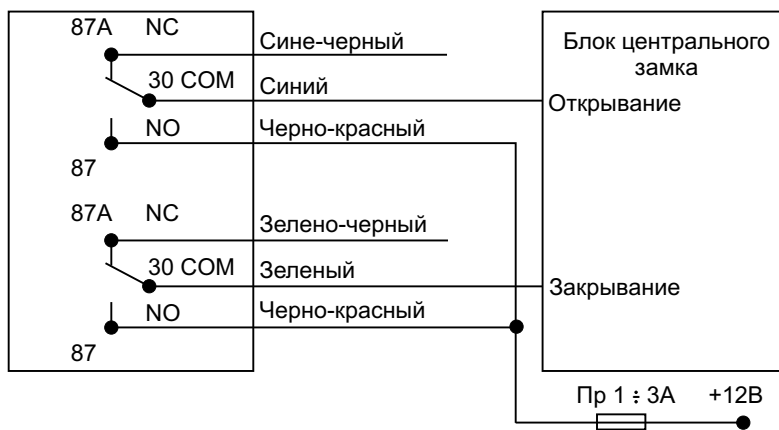 87A NC
Сине-черный
30 COM
Синий
NO
Черно-красный
87
87A NC
Зелено-черный
30 COM
Зеленый
NO
Черно-красный
87
Блок центрального
замка
Открывание
Закрывание
Пр 1 ÷ 3А
+12В